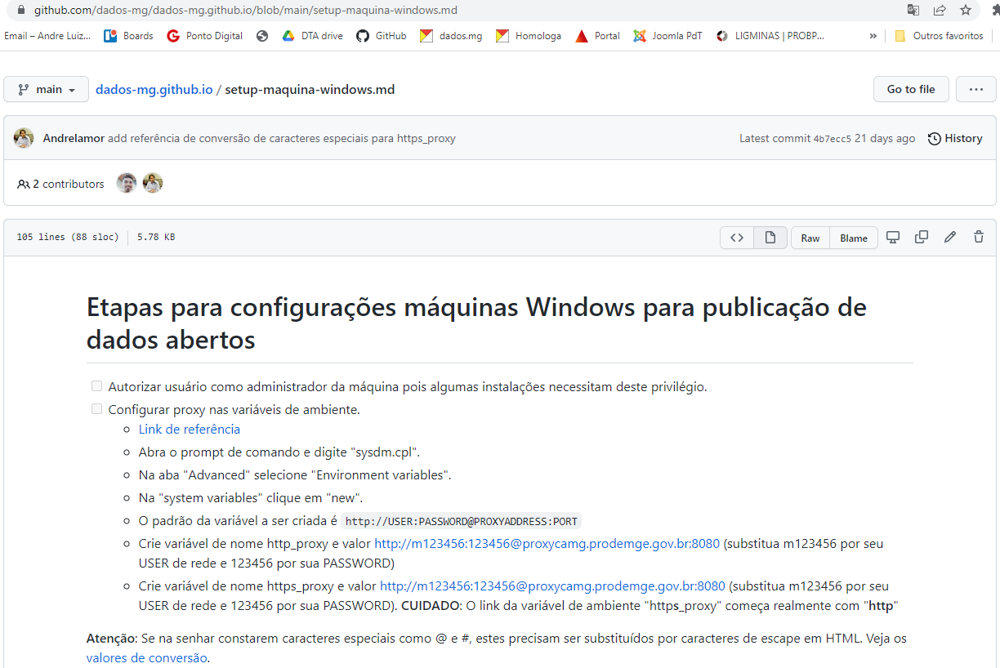 github.com/dados-mg/dados-mg.github.io/blob/main/setup-maquina-windows.md
Email – Andre Luiz... Boards Ponto Digital DTA drive GitHub dados.mg Homologa Portal Joomla PdT LIGMINAS | PROBP... » Outros favoritos
main dados-mg.github.io / setup-maquina-windows.md Go to file ...
Andrelamor add referência de conversão de caracteres especiais para https_proxy Latest commit 4b7ecc5 21 days ago History
2 contributors
105 lines (88 sloc) 5.78 KB <> Raw Blame
Etapas para configurações máquinas Windows para publicação de
dados abertos
Autorizar usuário como administrador da máquina pois algumas instalações necessitam deste privilégio.
Configurar proxy nas variáveis de ambiente.
Link de referência
Abra o prompt de comando e digite "sysdm.cpl".
Na aba "Advanced" selecione "Environment variables".
Na "system variables" clique em "new".
O padrão da variável a ser criada é http://USER:PASSWORD@PROXYADDRESS:PORT
Crie variável de nome http_proxy e valor http://m123456:123456@proxycamg.prodemge.gov.br:8080 (substitua m123456 por seu
USER de rede e 123456 por sua PASSWORD)
Crie variável de nome https_proxy e valor http://m123456:123456@proxycamg.prodemge.gov.br:8080 (substitua m123456 por seu
USER de rede e 123456 por sua PASSWORD). CUIDADO: O link da variável de ambiente "https_proxy" começa realmente com "http"
Atenção: Se na senhar constarem caracteres especiais como @ e #, estes precisam ser substituídos por caracteres de escape em HTML. Veja os
valores de conversão.